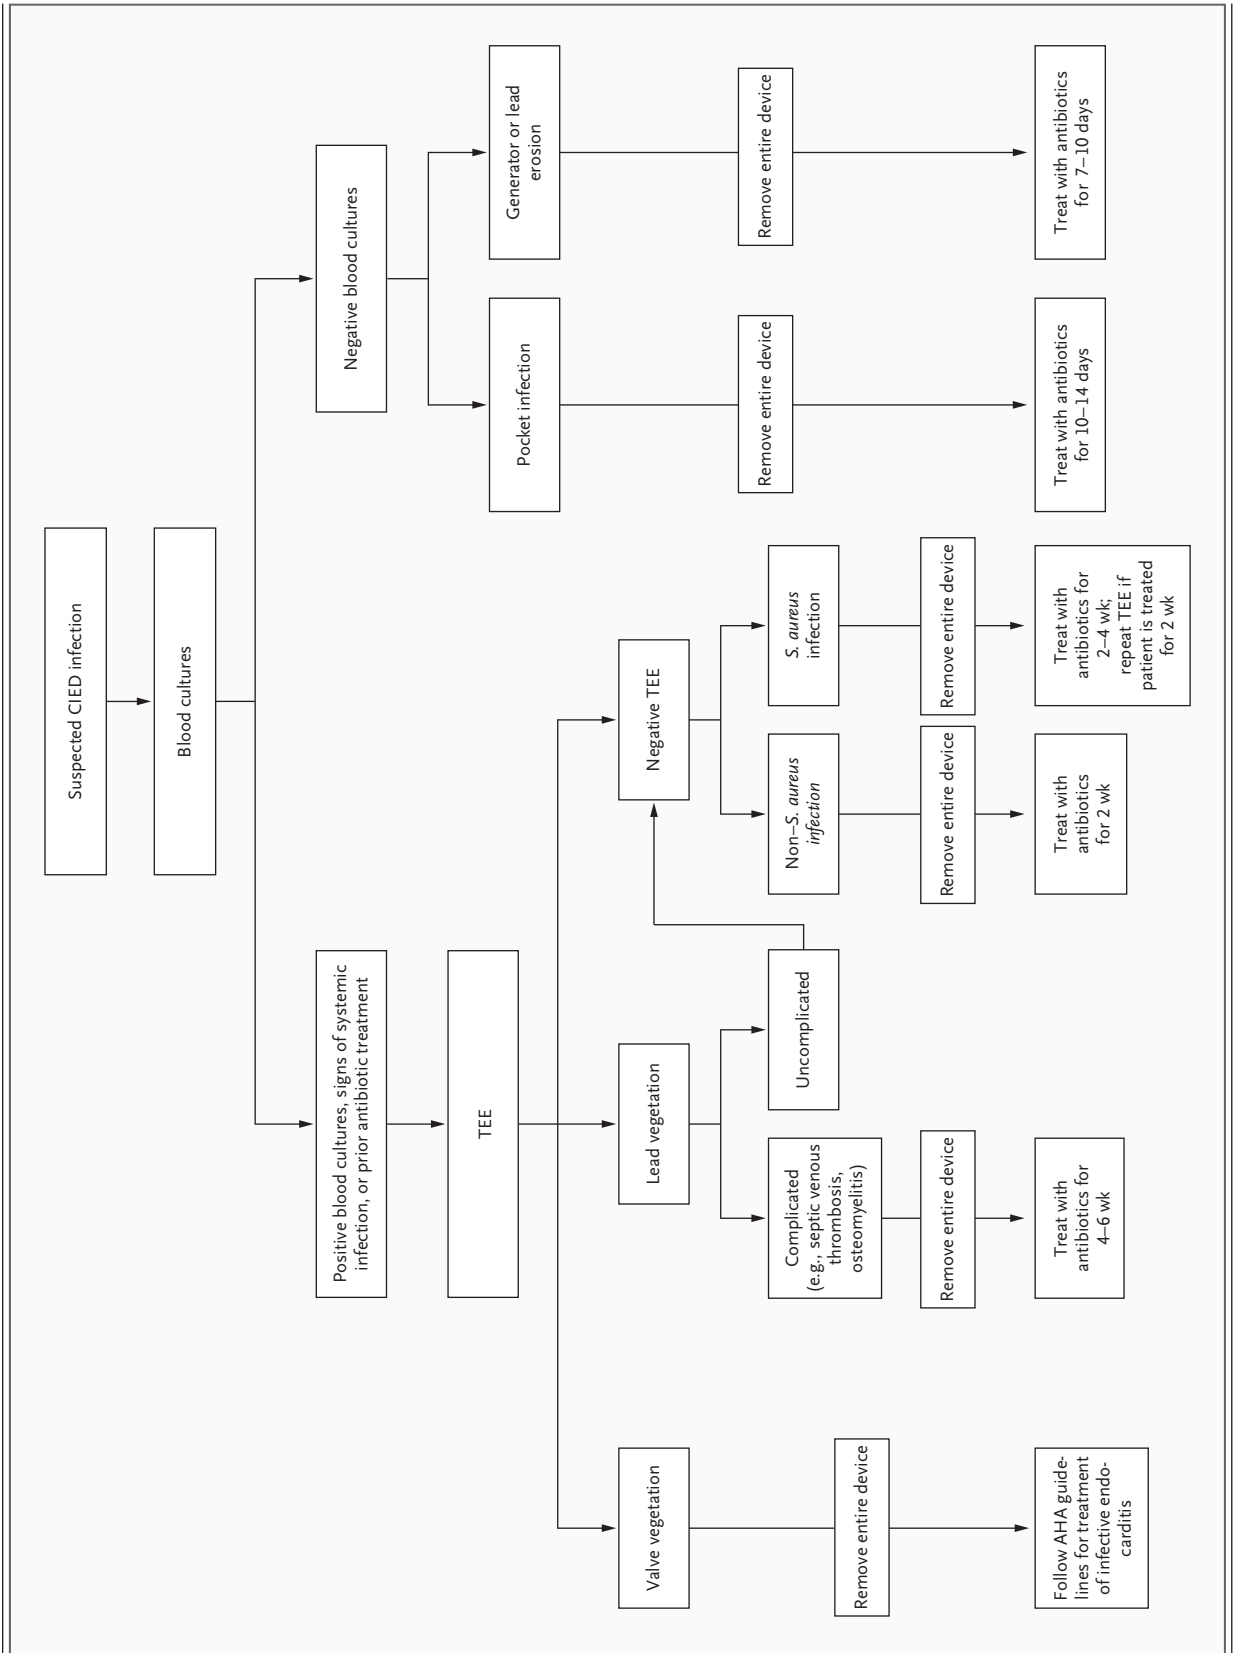 Suspected CIED infection
Blood cultures
Positive blood cultures, signs of systemic
infection, or prior antibiotic treatment
Negative blood cultures
TEE
Pocket infection
Generator or lead
erosion
Valve vegetation
Lead vegetation
Negative TEE
Complicated
(e.g., septic venous
thrombosis,
osteomyelitis)
Uncomplicated
Non–S. aureus
infection
S. aureus
infection
Remove entire device
Remove entire device
Remove entire device
Remove entire device
Remove entire device
Remove entire device
Follow AHA guide-
lines for treatment
of infective endo-
carditis
Treat with
antibiotics for
4–6 wk
Treat with
antibiotics
for 2 wk
Treat with
antibiotics for
2–4 wk;
repeat TEE if
patient is treated
for 2 wk
Treat with antibiotics
for 10–14 days
Treat with antibiotics
for 7–10 days